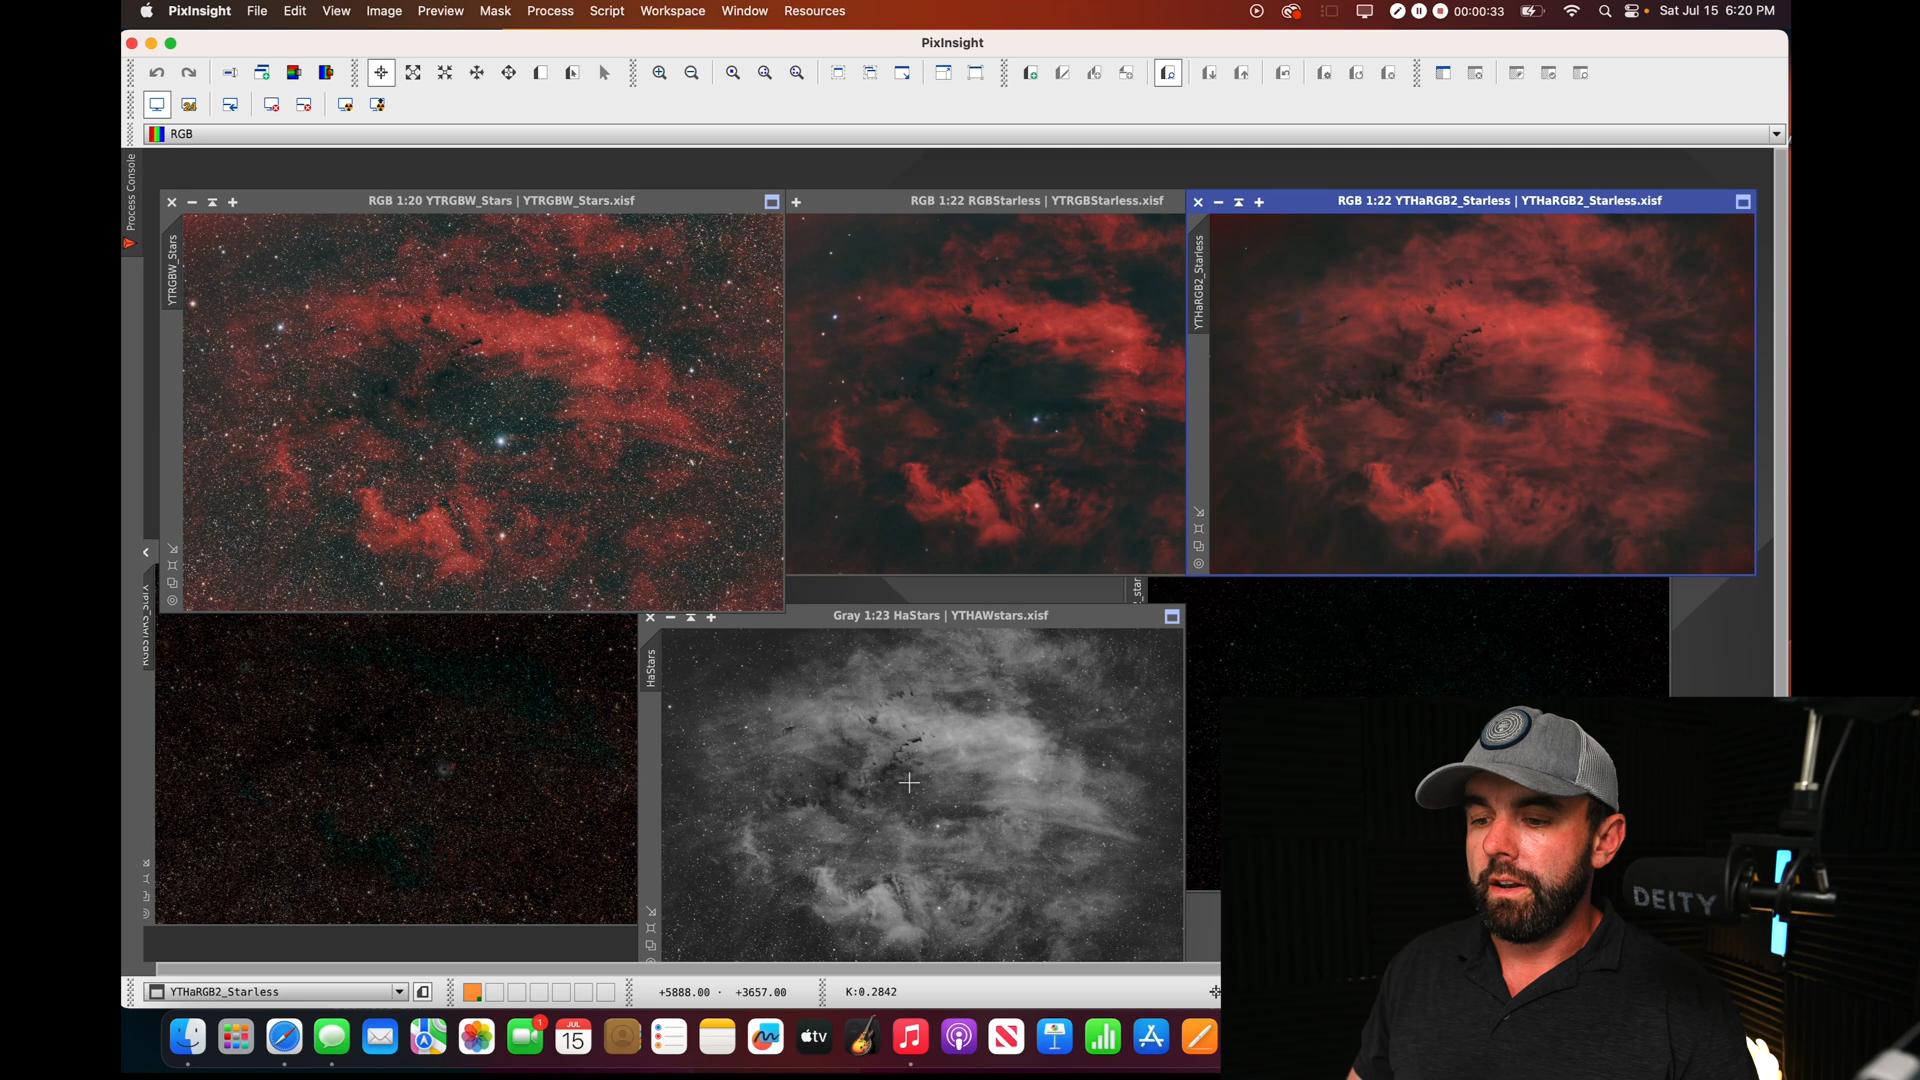 PixInsight File Edit View Image Preview Mask Process Script Workspace Window Resources
00:00:33
Sat Jul 15 6:20 PM
PixInsight
RGB
Process Console
RGB 1:20 YTRGBW_Stars | YTRGBW_Stars.xisf
RGB 1:22 RGBStarless | YTRGBStarless.xisf
RGB 1:22 YTHaRGB2_Starless | YTHaRGB2_Starless.xisf
YTRGBW_Stars
YTHaRGB2_Starless
Gray 1:23 HaStars | YTHAWstars.xisf
HaStars
DEITY
YTHaRGB2_Starless
+5888.00 · +3657.00
K:0.2842
1
JUL
15
tv